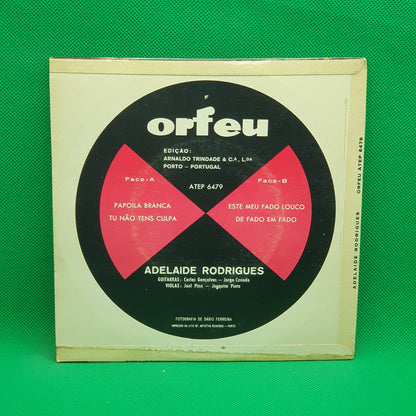 orfeu
EDIÇÃO:
ARNALDO TRINDADE & C.ª, L.DA
PORTO - PORTUGAL
ATEP 6479
Face-A
PAPOILA BRANCA
TU NÃO TENS CULPA
Face-B
ESTE MEU FADO LOUCO
DE FADO EM FADO
ADELAIDE RODRIGUES
GUITARRAS: Carlos Gonçalves - Jorge Canedo
VIOLAS: Joel Pina - Joaquim Pinto
FOTOGRAFIA DE DÁRIO FERREIRA
ADELAIDE RODRIGUES ORFEU ATEP 6479